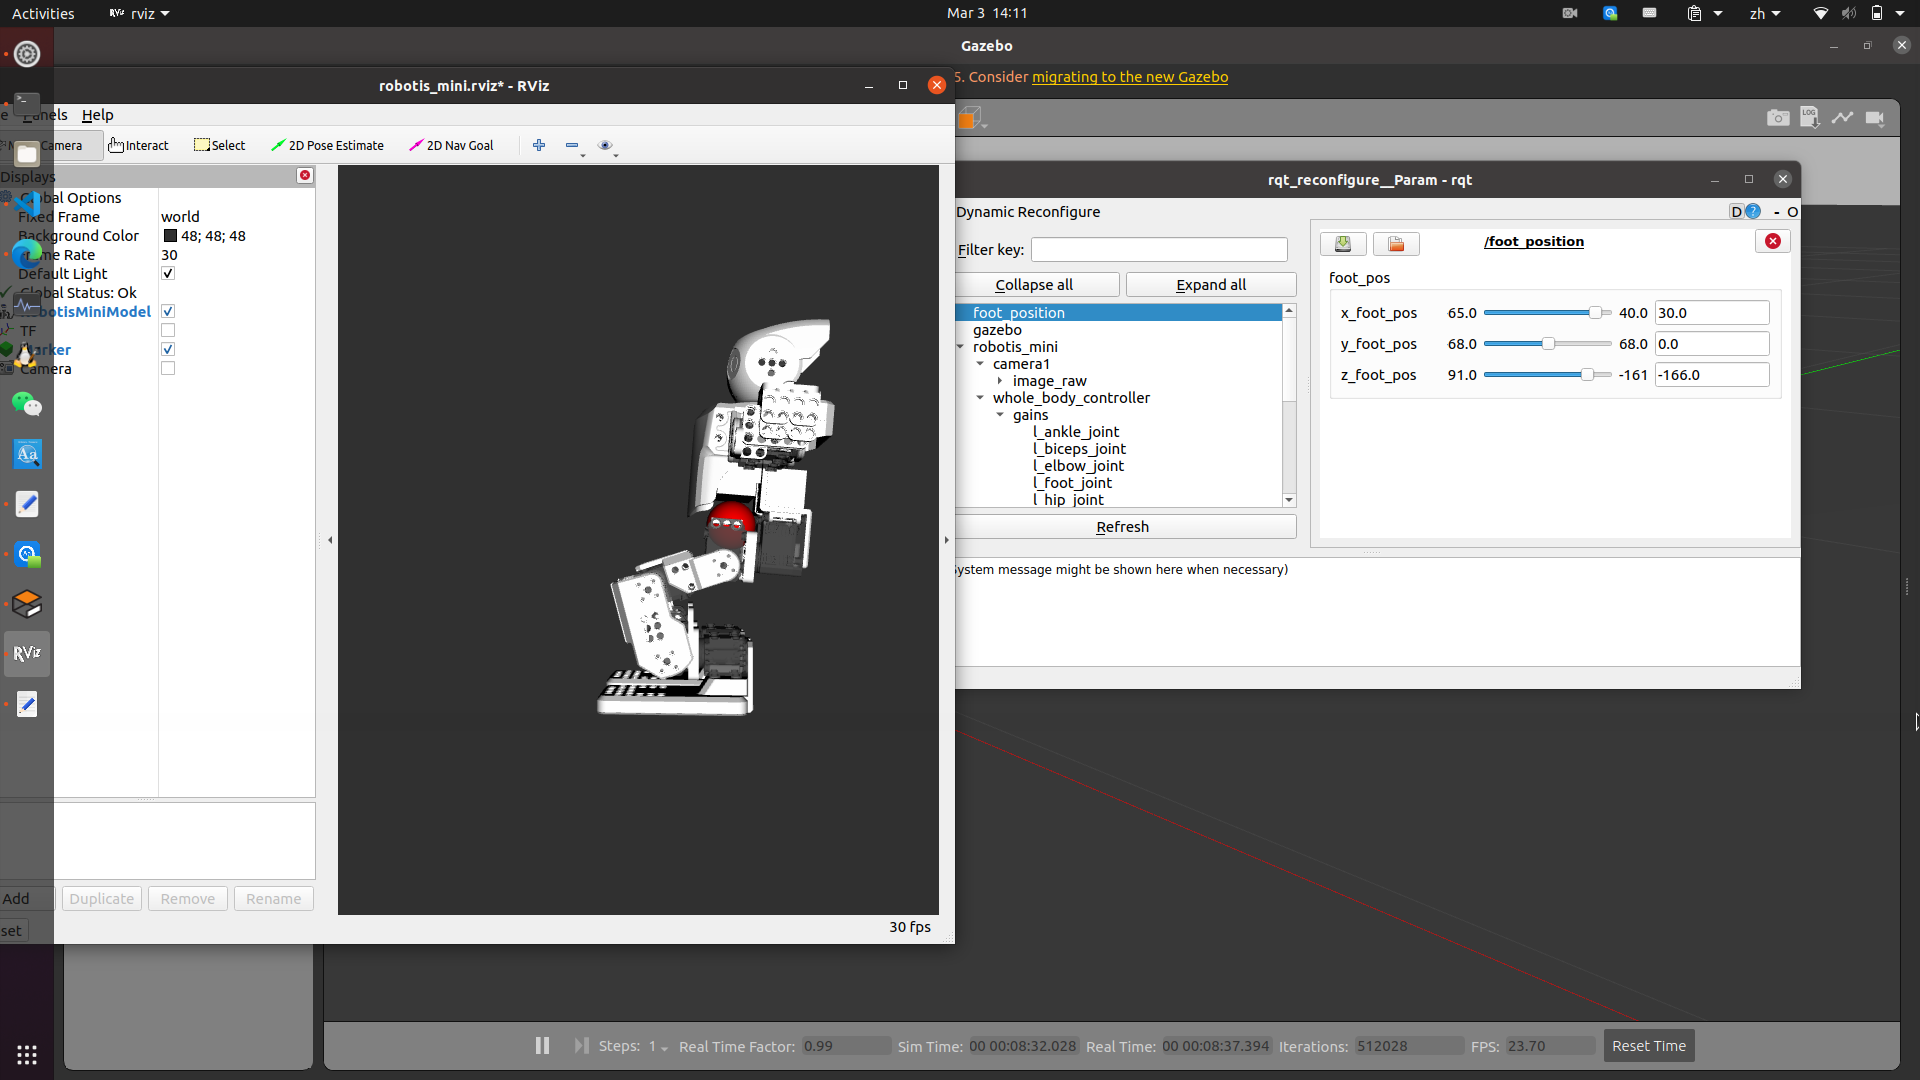 Activities
RViz rviz
Mar 3 14:11
zh
Gazebo
5. Consider migrating to the new Gazebo
robotis_mini.rviz* - RViz
Panels Help
Camera
Interact
Select
2D Pose Estimate
2D Nav Goal
Displays
Global Options
Fixed Frame world
Background Color 48; 48; 48
Frame Rate 30
Default Light
Global Status: Ok
RobotisMiniModel
TF
Marker
Camera
Add
Duplicate
Remove
Rename
set
30 fps
rqt_reconfigure__Param - rqt
Dynamic Reconfigure
D
- O
Filter key:
Collapse all
Expand all
foot_position
gazebo
robotis_mini
camera1
image_raw
whole_body_controller
gains
l_ankle_joint
l_biceps_joint
l_elbow_joint
l_foot_joint
l_hip_joint
Refresh
/foot_position
foot_pos
x_foot_pos 65.0 40.0 30.0
y_foot_pos 68.0 68.0 0.0
z_foot_pos 91.0 -161 -166.0
System message might be shown here when necessary)
LOG
Aa
RViz
Steps: 1
Real Time Factor: 0.99
Sim Time: 00 00:08:32.028
Real Time: 00 00:08:37.394
Iterations: 512028
FPS: 23.70
Reset Time